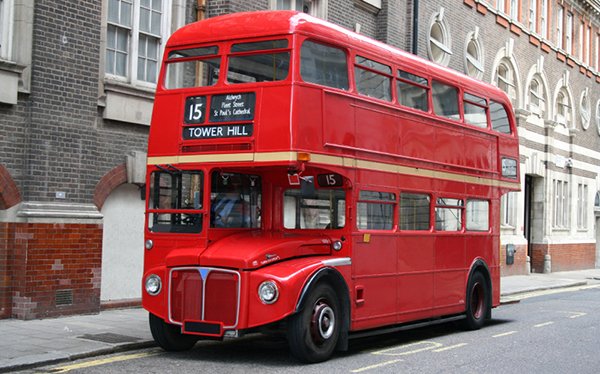 15
Aldwych
Fleet Street
St Paul's Cathedral
TOWER HILL
15